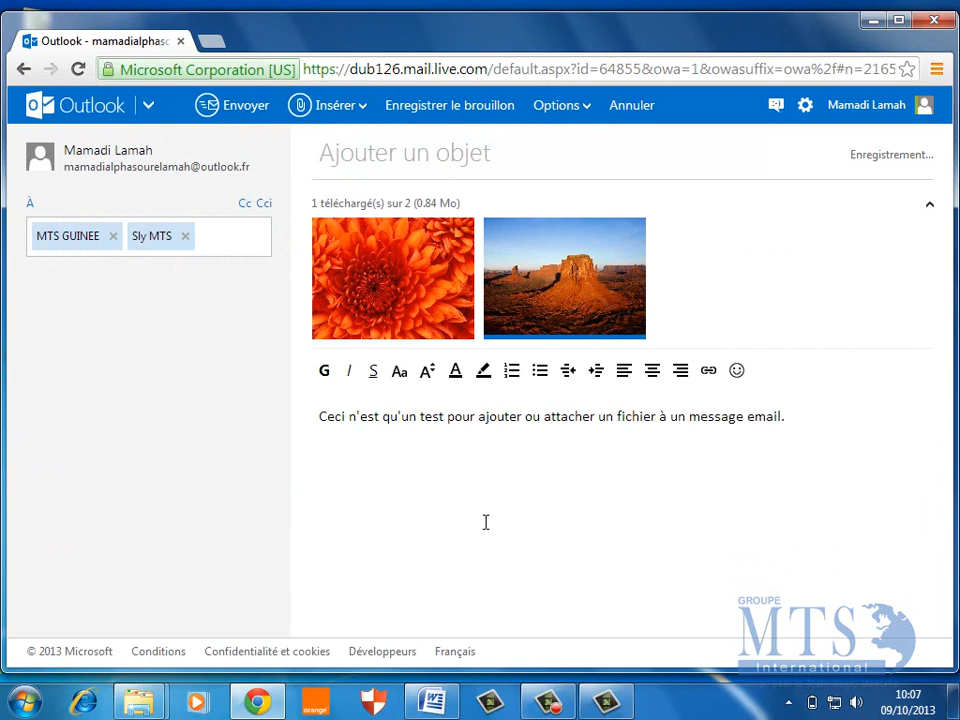 Outlook - mamadialphasc
Microsoft Corporation [US] https://dub126.mail.live.com/default.aspx?id=64855&owa=1&owasuffix=owa%2f#n=2165
Outlook Envoyer Insérer Enregistrer le brouillon Options Annuler Mamadi Lamah
Mamadi Lamah
mamadialphasourelamah@outlook.fr
Ajouter un objet
Enregistrement...
À Cc Cci
MTS GUINEE Sly MTS
1 téléchargé(s) sur 2 (0.84 Mo)
G I S Aa A A
Ceci n'est qu'un test pour ajouter ou attacher un fichier à un message email.
GROUPE
MTS
International
© 2013 Microsoft Conditions Confidentialité et cookies Développeurs Français
orange
10:07
09/10/2013